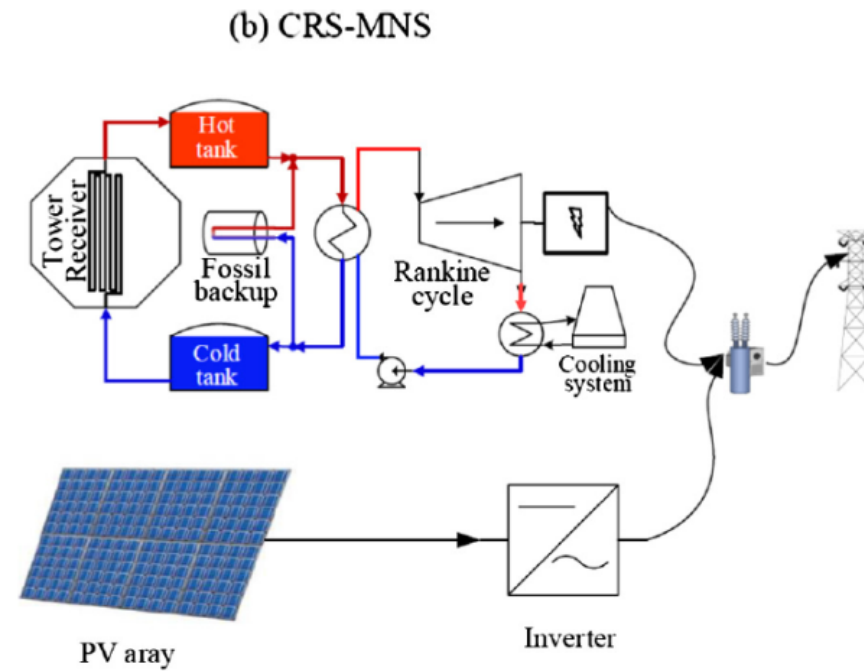 (b) CRS-MNS
Hot
tank
Tower
Receiver
Fossil
backup
Rankine
cycle
Cold
tank
Cooling
system
PV aray
Inverter